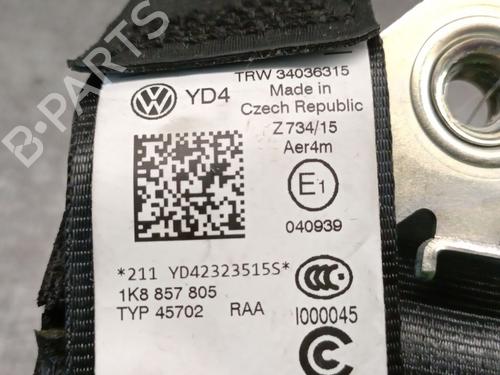 TRW 34036315
YD4
Made in
Czech Republic
Z 734/15
Aer4m
E1
040939
*211 YD42323515S*
1K8 857 805
TYP 45702 RAA
I000045
B-PARTS